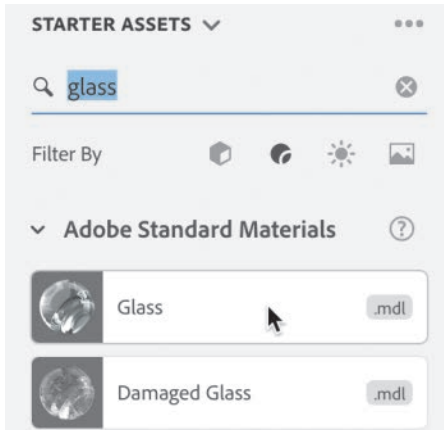 STARTER ASSETS
glass
Filter By
Adobe Standard Materials
Glass .mdl
Damaged Glass .mdl